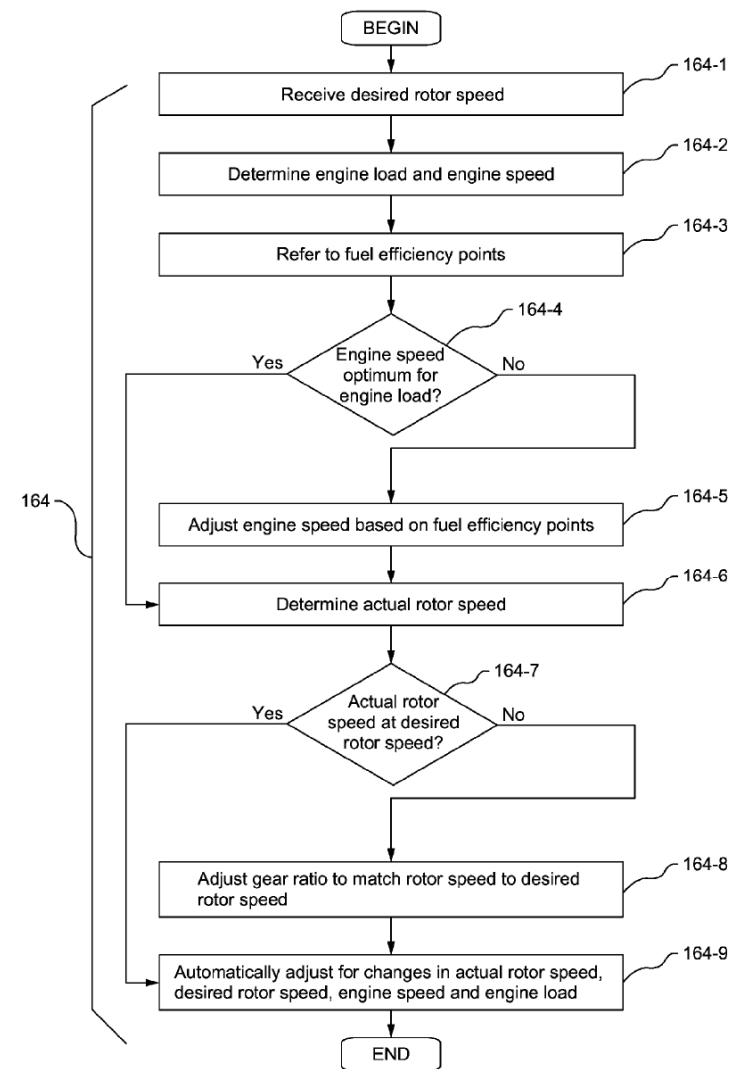 BEGIN
164-1
Receive desired rotor speed
164-2
Determine engine load and engine speed
164-3
Refer to fuel efficiency points
164-4
Yes
Engine speed
optimum for
engine load?
No
164
164-5
Adjust engine speed based on fuel efficiency points
164-6
Determine actual rotor speed
164-7
Yes
Actual rotor
speed at desired
rotor speed?
No
164-8
Adjust gear ratio to match rotor speed to desired
rotor speed
164-9
Automatically adjust for changes in actual rotor speed,
desired rotor speed, engine speed and engine load
END